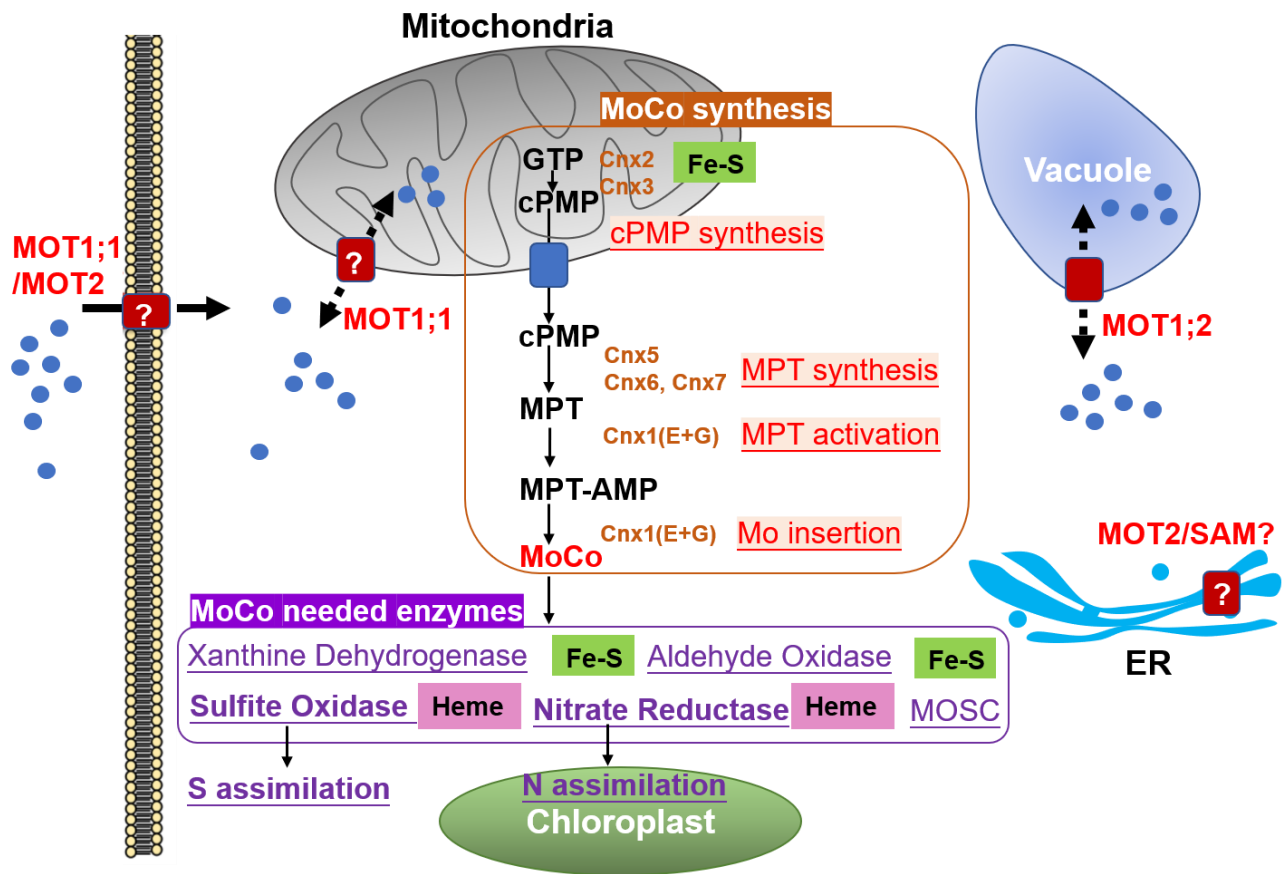 Mitochondria
MoCo synthesis
GTP
Cnx2
Cnx3
Fe-S
cPMP
cPMP synthesis
Vacuole
MOT1;1
/MOT2
?
?
MOT1;1
MOT1;2
cPMP
Cnx5
Cnx6, Cnx7
MPT synthesis
MPT
Cnx1(E+G)
MPT activation
MPT-AMP
Cnx1(E+G)
Mo insertion
MoCo
MOT2/SAM?
?
ER
MoCo needed enzymes
Xanthine Dehydrogenase
Fe-S
Aldehyde Oxidase
Fe-S
Sulfite Oxidase
Heme
Nitrate Reductase
Heme
MOSC
S assimilation
N assimilation
Chloroplast